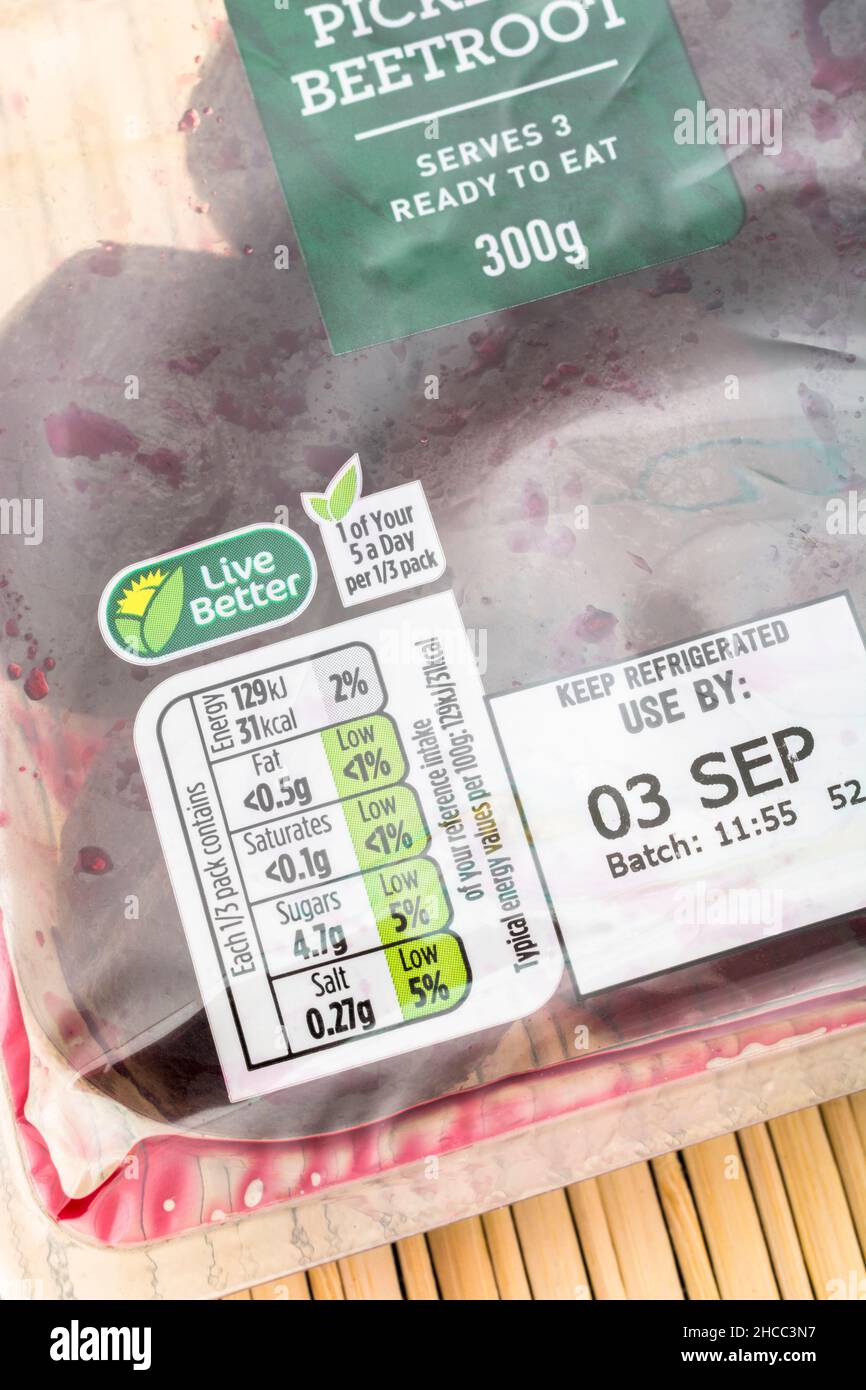 BEETROOT
SERVES 3
READY TO EAT
300g
Live
Better
1 of Your
5 a Day
per 1/3 pack
Each 1/3 pack contains
Energy 129kJ
31kcal
2%
Fat
<0.5g
Low
<1%
Saturates
<0.1g
Low
<1%
Sugars
4.7g
Low
5%
Salt
0.27g
Low
5%
of your reference intake
Typical energy values per 100g: 129kJ/31kcal
KEEP REFRIGERATED
USE BY:
03 SEP
Batch: 11:55 52
a alamy
alamy
Image ID: 2HCC3N7
www.alamy.com